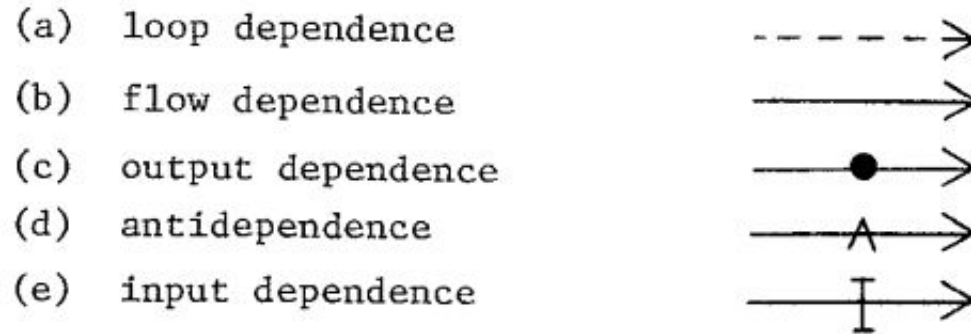 (a) loop dependence
(b) flow dependence
(c) output dependence
(d) antidependence A
(e) input dependence I